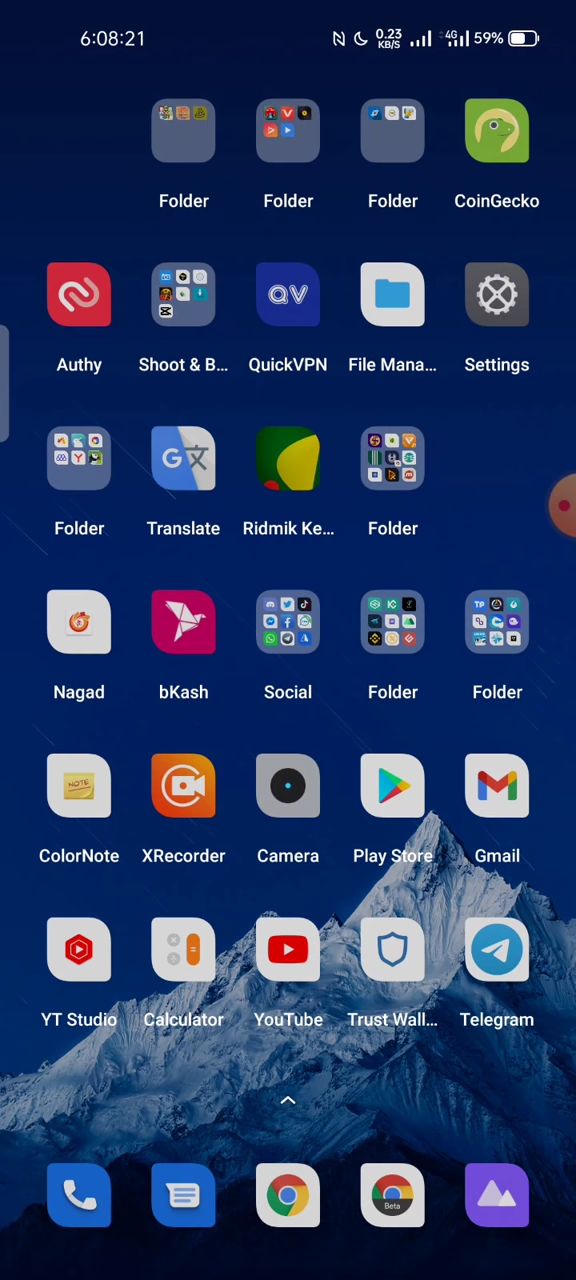 6:08:21 0.23 KB/S 4G 59%
Folder Folder Folder CoinGecko
Authy Shoot & B... QuickVPN File Mana... Settings
Folder Translate Ridmik Ke... Folder
Nagad bKash Social Folder Folder
NOTE
ColorNote XRecorder Camera Play Store Gmail
YT Studio Calculator YouTube Trust Wall... Telegram
Beta